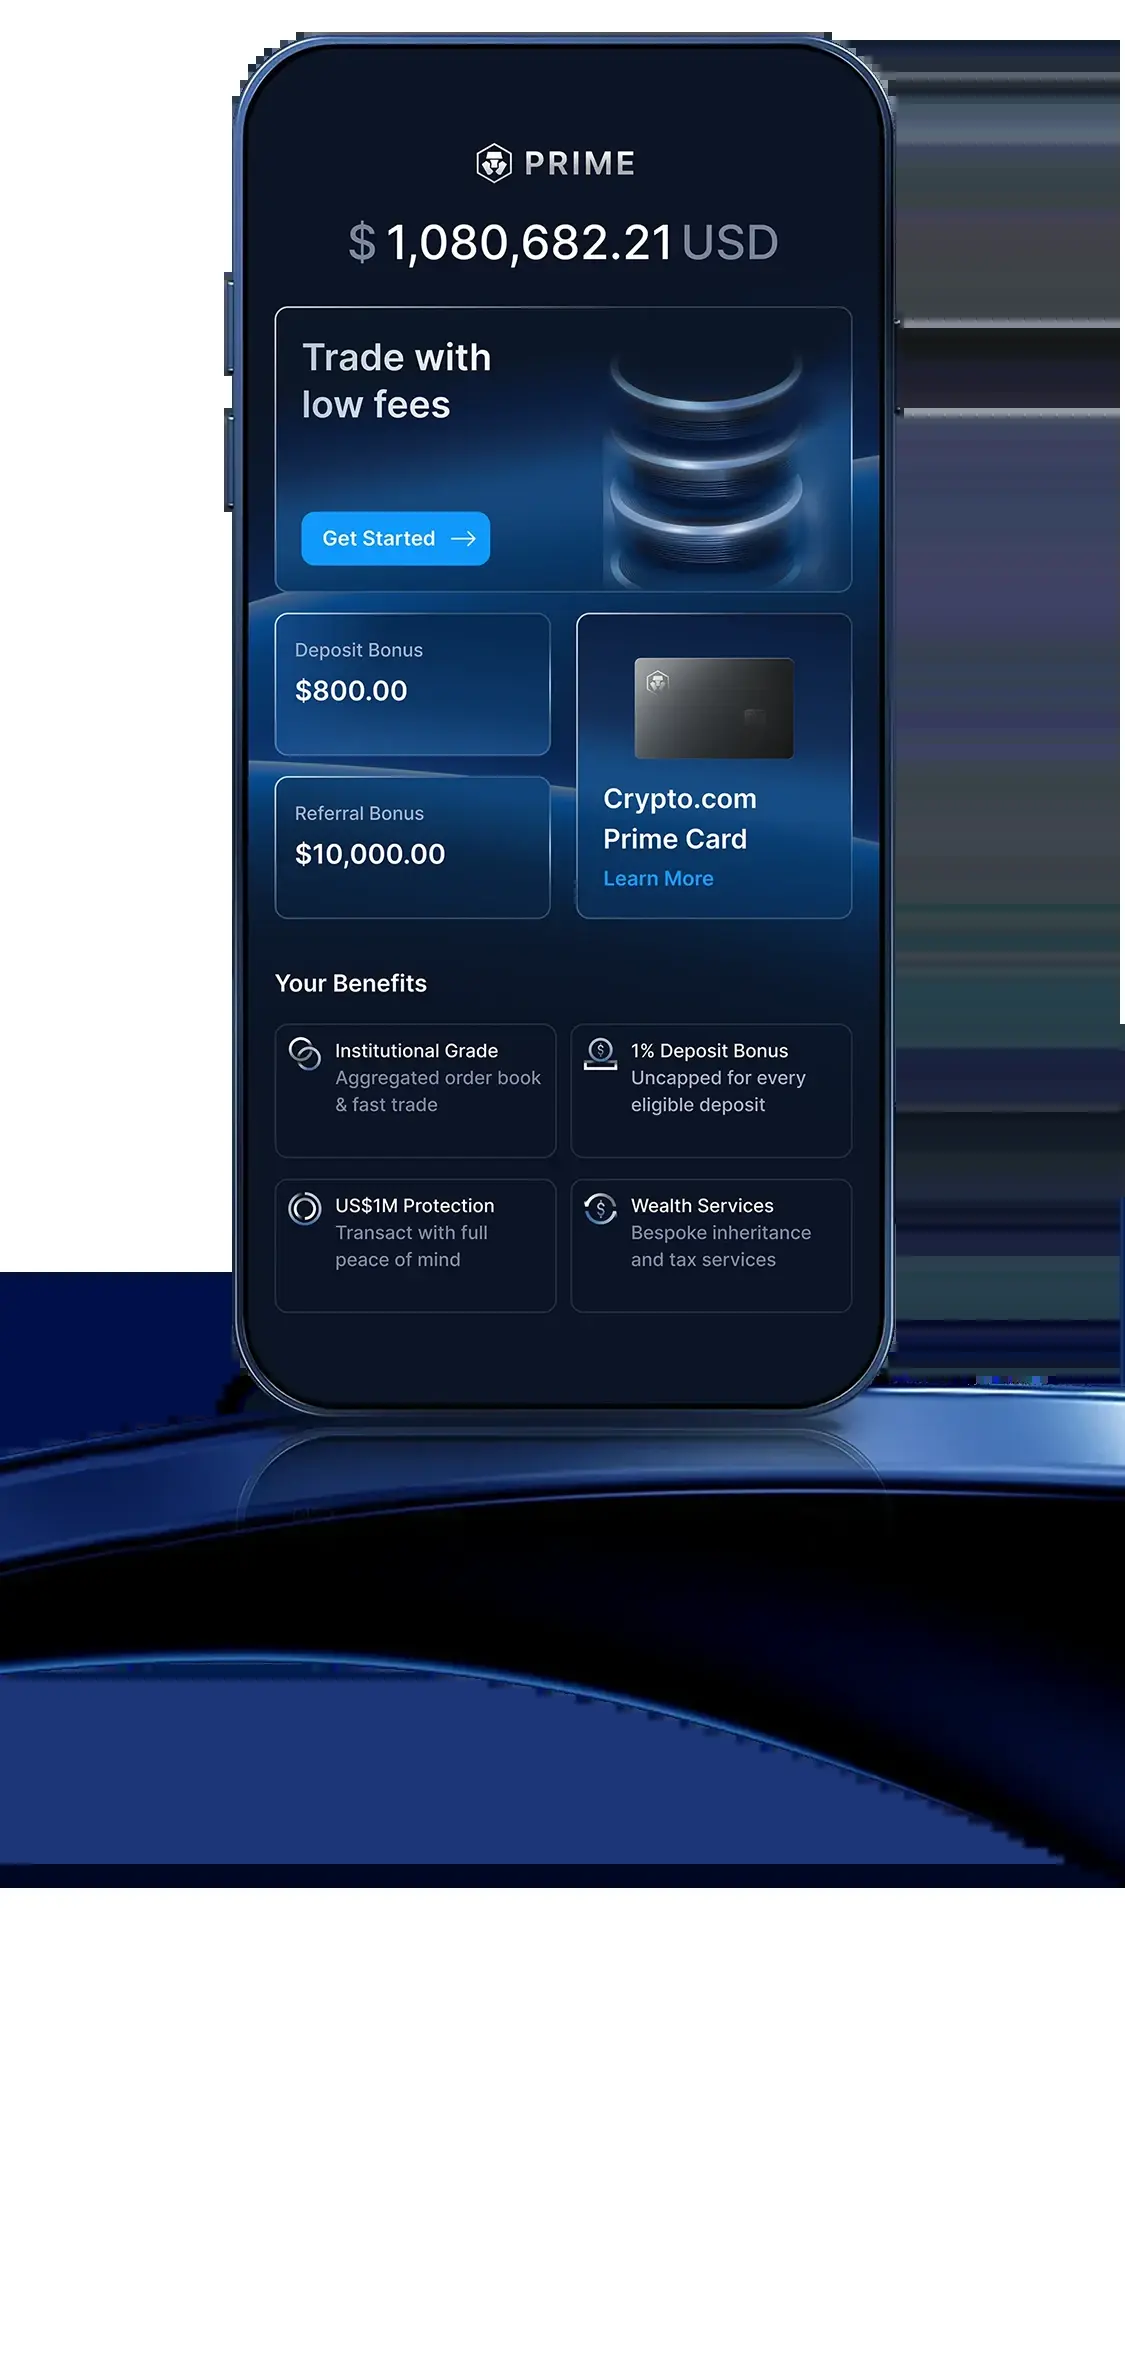 PRIME
$ 1,080,682.21 USD
Trade with
low fees
Get Started →
Deposit Bonus
$800.00
Referral Bonus
$10,000.00
Crypto.com
Prime Card
Learn More
Your Benefits
Institutional Grade
Aggregated order book
& fast trade
1% Deposit Bonus
Uncapped for every
eligible deposit
US$1M Protection
Transact with full
peace of mind
Wealth Services
Bespoke inheritance
and tax services